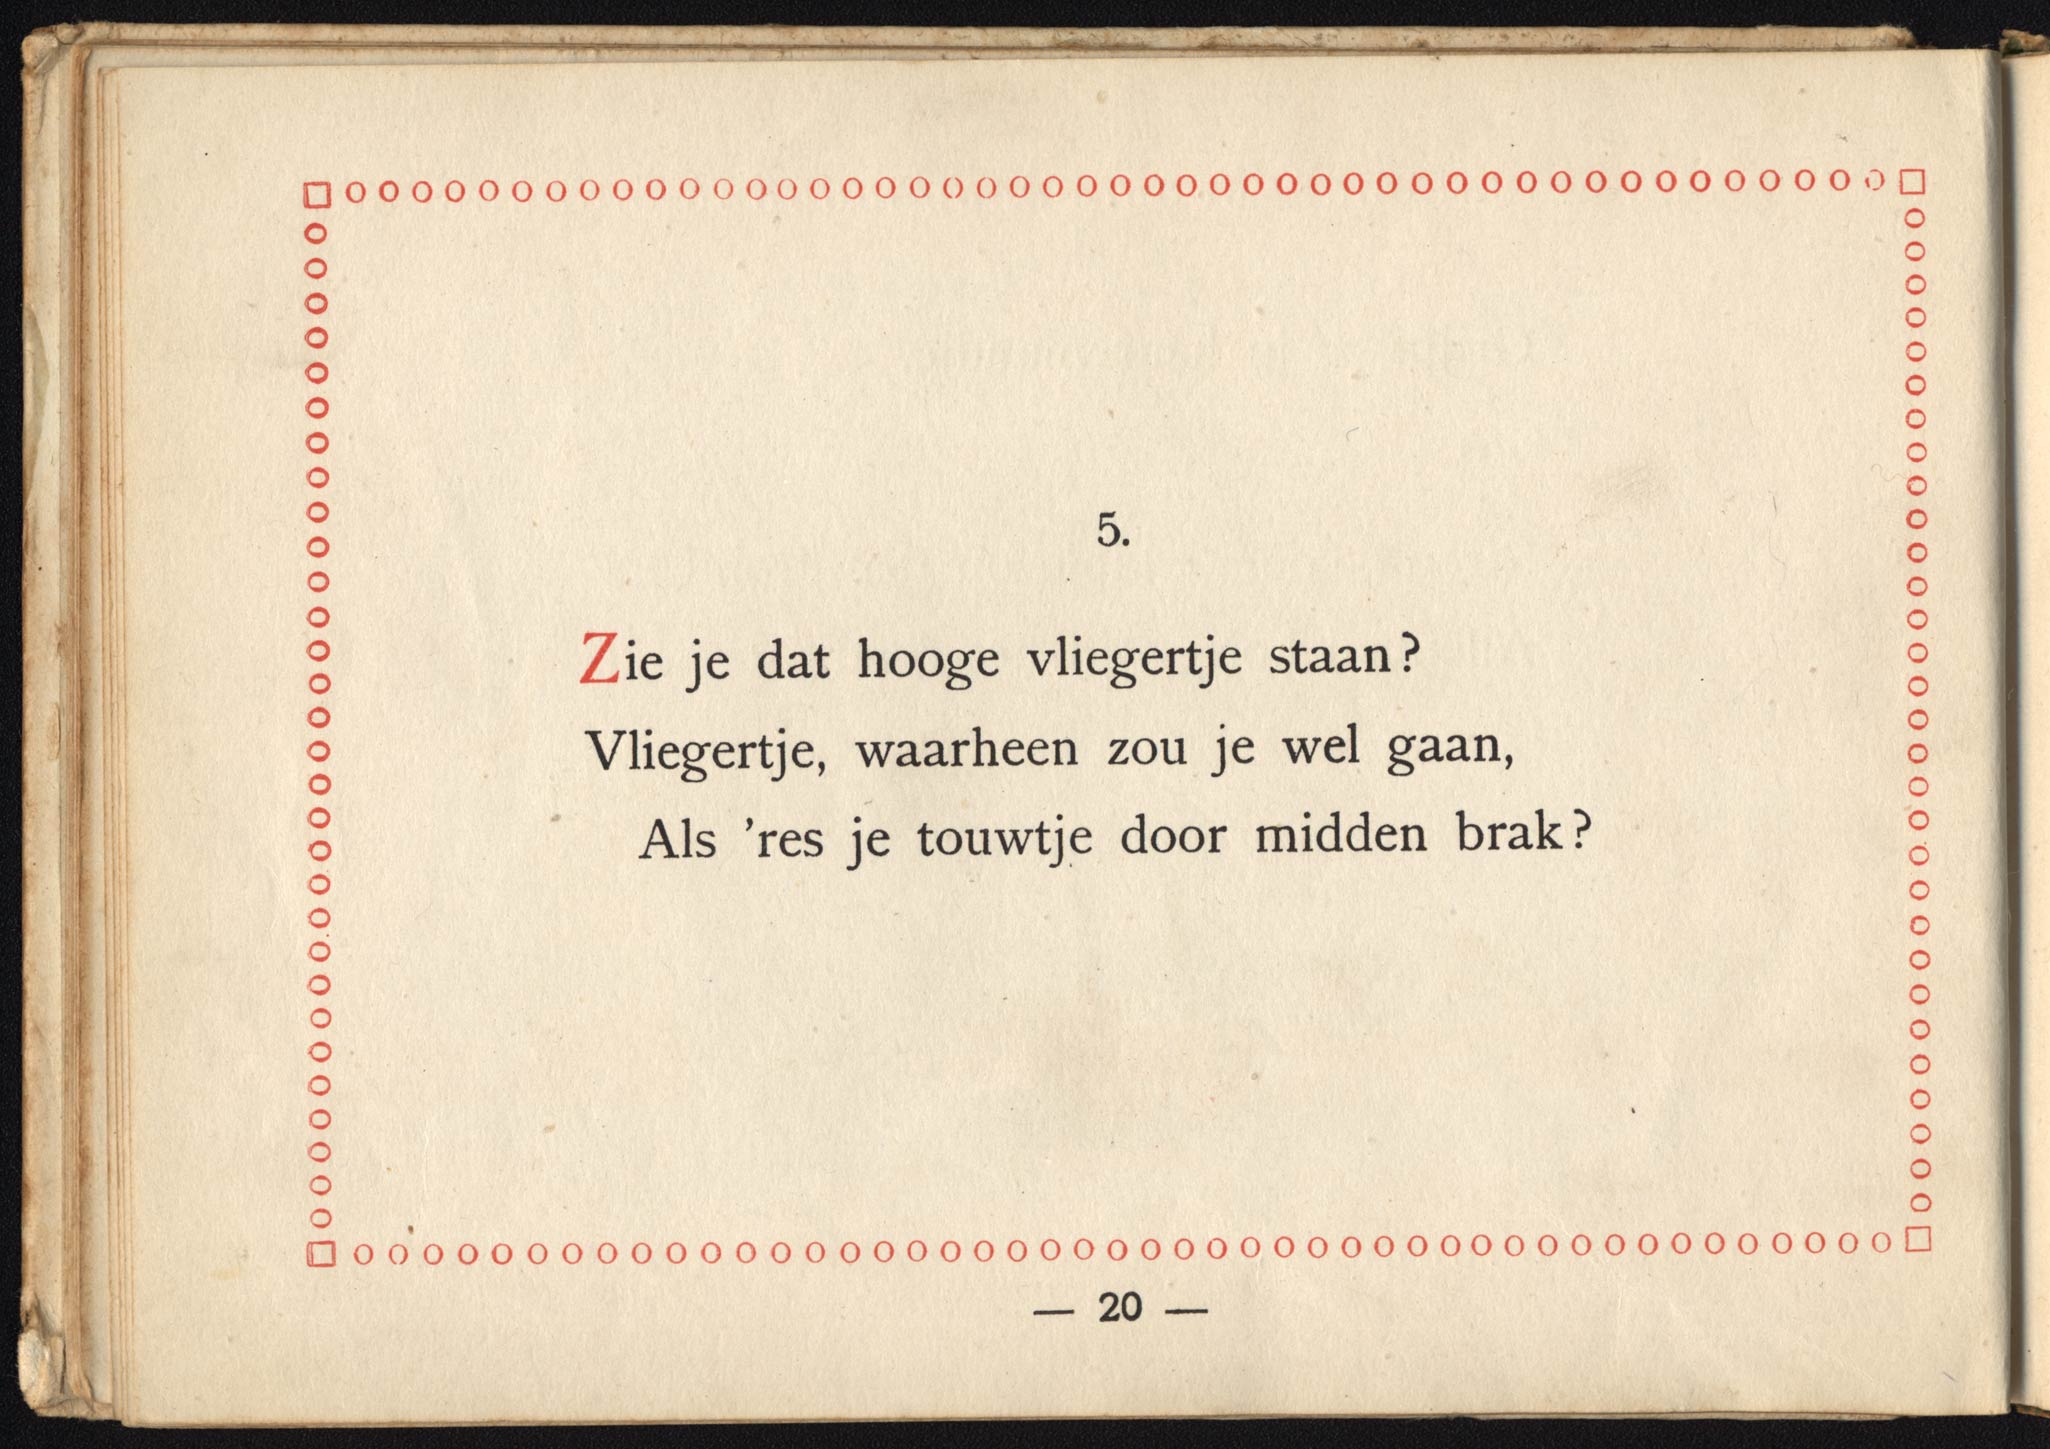 5.
Zie je dat hooge vliegertje staan?
Vliegertje, waarheen zou je wel gaan,
Als ’res je touwtje door midden brak?
— 20 —